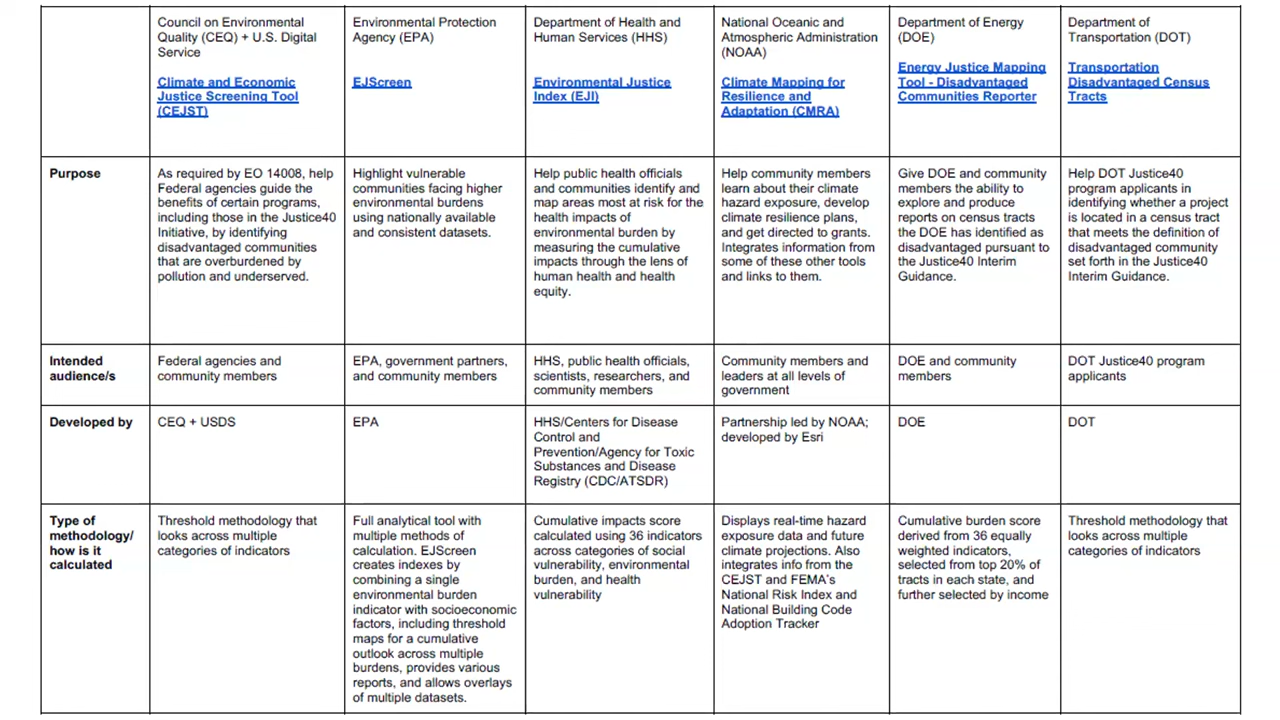 Council on Environmental
Quality (CEQ) + U.S. Digital
Service
Climate and Economic
Justice Screening Tool
(CEJST)
Environmental Protection
Agency (EPA)
EJScreen
Department of Health and
Human Services (HHS)
Environmental Justice
Index (EJI)
National Oceanic and
Atmospheric Administration
(NOAA)
Climate Mapping for
Resilience and
Adaptation (CMRA)
Department of Energy
(DOE)
Energy Justice Mapping
Tool - Disadvantaged
Communities Reporter
Department of
Transportation (DOT)
Transportation
Disadvantaged Census
Tracts
Purpose
As required by EO 14008, help
Federal agencies guide the
benefits of certain programs,
including those in the Justice40
Initiative, by identifying
disadvantaged communities
that are overburdened by
pollution and underserved.
Highlight vulnerable
communities facing higher
environmental burdens
using nationally available
and consistent datasets.
Help public health officials
and communities identify and
map areas most at risk for the
health impacts of
environmental burden by
measuring the cumulative
impacts through the lens of
human health and health
equity.
Help community members
learn about their climate
hazard exposure, develop
climate resilience plans,
and get directed to grants.
Integrates information from
some of these other tools
and links to them.
Give DOE and community
members the ability to
explore and produce
reports on census tracts
the DOE has identified as
disadvantaged pursuant to
the Justice40 Interim
Guidance.
Help DOT Justice40
program applicants in
identifying whether a project
is located in a census tract
that meets the definition of
disadvantaged community
set forth in the Justice40
Interim Guidance.
Intended
audience/s
Federal agencies and
community members
EPA, government partners,
and community members
HHS, public health officials,
scientists, researchers, and
community members
Community members and
leaders at all levels of
government
DOE and community
members
DOT Justice40 program
applicants
Developed by
CEQ + USDS
EPA
HHS/Centers for Disease
Control and
Prevention/Agency for Toxic
Substances and Disease
Registry (CDC/ATSDR)
Partnership led by NOAA;
developed by Esri
DOE
DOT
Type of
methodology/
how is it
calculated
Threshold methodology that
looks across multiple
categories of indicators
Full analytical tool with
multiple methods of
calculation. EJScreen
creates indexes by
combining a single
environmental burden
indicator with socioeconomic
factors, including threshold
maps for a cumulative
outlook across multiple
burdens, provides various
reports, and allows overlays
of multiple datasets.
Cumulative impacts score
calculated using 36 indicators
across categories of social
vulnerability, environmental
burden, and health
vulnerability
Displays real-time hazard
exposure data and future
climate projections. Also
integrates info from the
CEJST and FEMA's
National Risk Index and
National Building Code
Adoption Tracker
Cumulative burden score
derived from 36 equally
weighted indicators,
selected from top 20% of
tracts in each state, and
further selected by income
Threshold methodology that
looks across multiple
categories of indicators